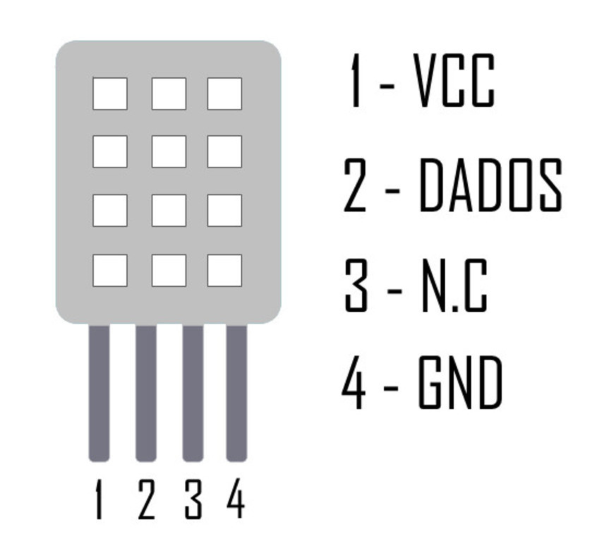 1 - VCC
2 - DADOS
3 - N.C
4 - GND
1 2 3 4